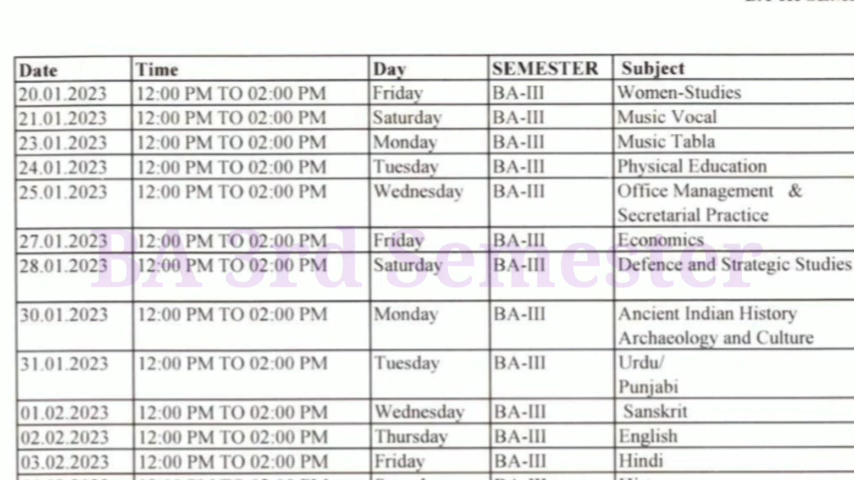 Date Time Day SEMESTER Subject
20.01.2023 12:00 PM TO 02:00 PM Friday BA-III Women-Studies
21.01.2023 12:00 PM TO 02:00 PM Saturday BA-III Music Vocal
23.01.2023 12:00 PM TO 02:00 PM Monday BA-III Music Tabla
24.01.2023 12:00 PM TO 02:00 PM Tuesday BA-III Physical Education
25.01.2023 12:00 PM TO 02:00 PM Wednesday BA-III Office Management &
Secretarial Practice
27.01.2023 12:00 PM TO 02:00 PM Friday BA-III Economics
BA 3rd Semester
28.01.2023 12:00 PM TO 02:00 PM Saturday BA-III Defence and Strategic Studies
30.01.2023 12:00 PM TO 02:00 PM Monday BA-III Ancient Indian History
Archaeology and Culture
31.01.2023 12:00 PM TO 02:00 PM Tuesday BA-III Urdu/
Punjabi
01.02.2023 12:00 PM TO 02:00 PM Wednesday BA-III Sanskrit
02.02.2023 12:00 PM TO 02:00 PM Thursday BA-III English
03.02.2023 12:00 PM TO 02:00 PM Friday BA-III Hindi